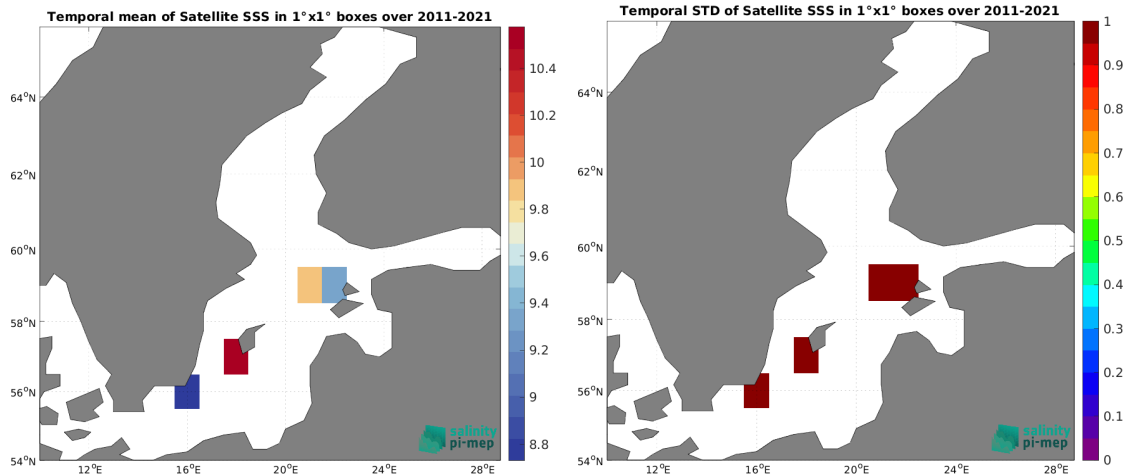 Temporal mean of Satellite SSS in 1°x1° boxes over 2011-2021
64°N
62°N
60°N
58°N
56°N
54°N
12°E
16°E
20°E
24°E
28°E
10.4
10.2
10
9.8
9.6
9.4
9.2
9
8.8
salinity
pi-mep
Temporal STD of Satellite SSS in 1°x1° boxes over 2011-2021
64°N
62°N
60°N
58°N
56°N
54°N
12°E
16°E
20°E
24°E
28°E
1
0.9
0.8
0.7
0.6
0.5
0.4
0.3
0.2
0.1
0
salinity
pi-mep